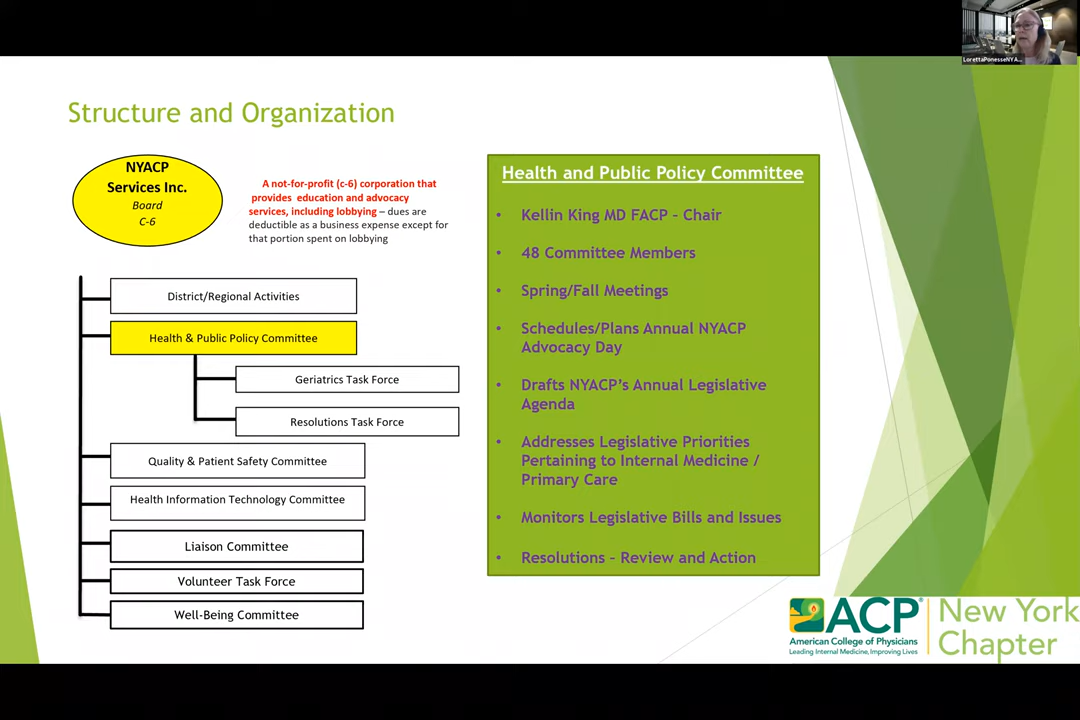 LorettaPonesseNYA...
Structure and Organization
NYACP
Services Inc.
Board
C-6
A not-for-profit (c-6) corporation that
provides education and advocacy
services, including lobbying – dues are
deductible as a business expense except for
that portion spent on lobbying
District/Regional Activities
Health & Public Policy Committee
Geriatrics Task Force
Resolutions Task Force
Quality & Patient Safety Committee
Health Information Technology Committee
Liaison Committee
Volunteer Task Force
Well-Being Committee
Health and Public Policy Committee
• Kellin King MD FACP – Chair
• 48 Committee Members
• Spring/Fall Meetings
• Schedules/Plans Annual NYACP
Advocacy Day
• Drafts NYACP’s Annual Legislative
Agenda
• Addresses Legislative Priorities
Pertaining to Internal Medicine /
Primary Care
• Monitors Legislative Bills and Issues
• Resolutions – Review and Action
ACP®
American College of Physicians
Leading Internal Medicine, Improving Lives
New York
Chapter